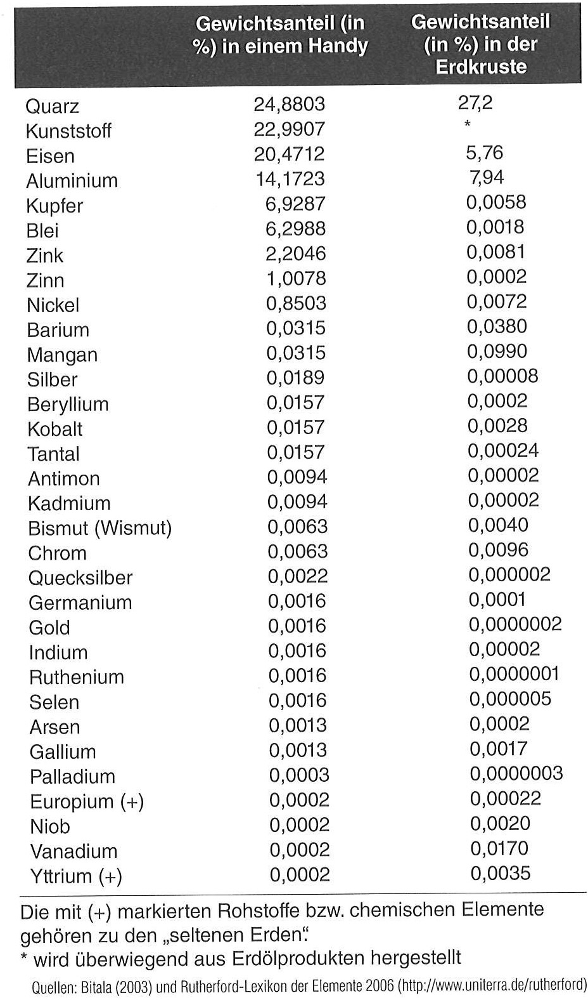 Gewichtsanteil (in %) in einem Handy Gewichtsanteil (in %) in der Erdkruste
Quarz 24,8803 27,2
Kunststoff 22,9907 *
Eisen 20,4712 5,76
Aluminium 14,1723 7,94
Kupfer 6,9287 0,0058
Blei 6,2988 0,0018
Zink 2,2046 0,0081
Zinn 1,0078 0,0002
Nickel 0,8503 0,0072
Barium 0,0315 0,0380
Mangan 0,0315 0,0990
Silber 0,0189 0,00008
Beryllium 0,0157 0,0002
Kobalt 0,0157 0,0028
Tantal 0,0157 0,00024
Antimon 0,0094 0,00002
Kadmium 0,0094 0,00002
Bismut (Wismut) 0,0063 0,0040
Chrom 0,0063 0,0096
Quecksilber 0,0022 0,000002
Germanium 0,0016 0,0001
Gold 0,0016 0,0000002
Indium 0,0016 0,00002
Ruthenium 0,0016 0,0000001
Selen 0,0016 0,000005
Arsen 0,0013 0,0002
Gallium 0,0013 0,0017
Palladium 0,0003 0,0000003
Europium (+) 0,0002 0,00022
Niob 0,0002 0,0020
Vanadium 0,0002 0,0170
Yttrium (+) 0,0002 0,0035
Die mit (+) markierten Rohstoffe bzw. chemischen Elemente
gehören zu den „seltenen Erden“.
* wird überwiegend aus Erdölprodukten hergestellt
Quellen: Bitala (2003) und Rutherford-Lexikon der Elemente 2006 (http://www.uniterra.de/rutherford)